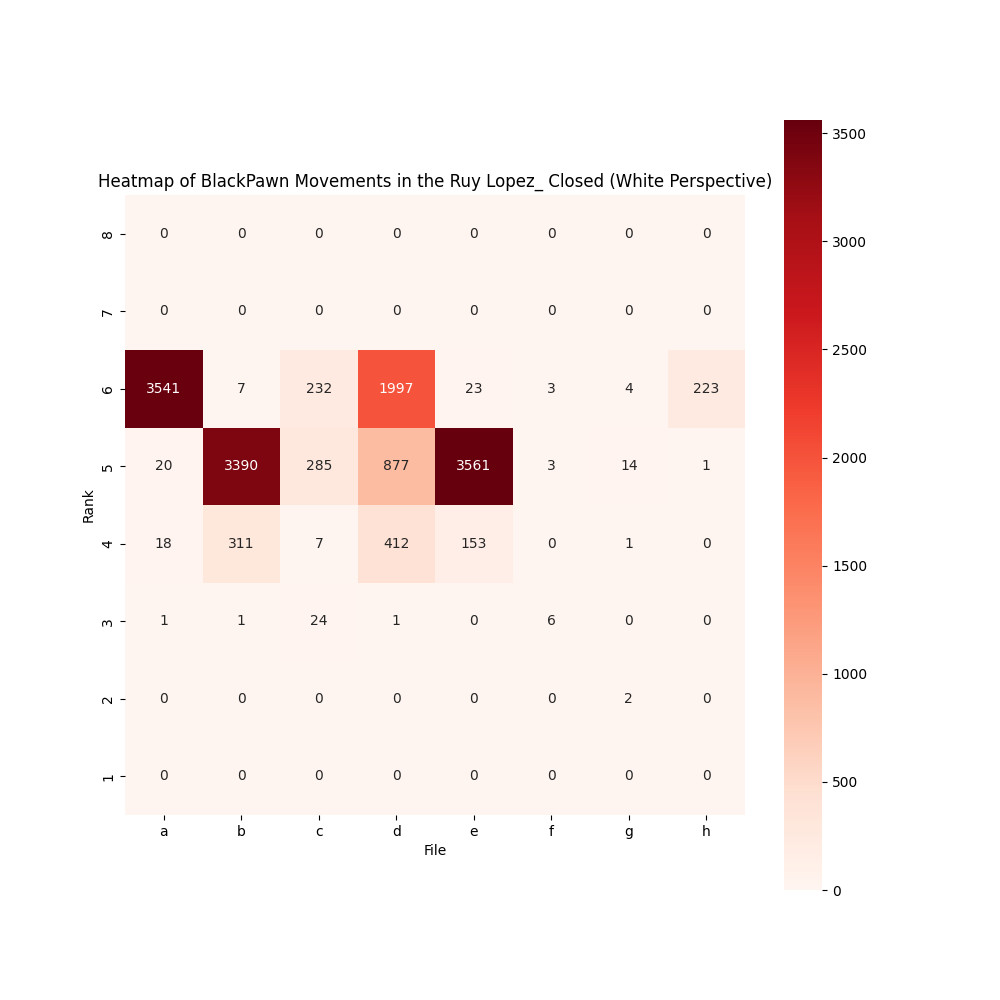 Heatmap of BlackPawn Movements in the Ruy Lopez_ Closed (White Perspective)
3500
3000
2500
2000
1500
1000
500
0
Rank
8 0 0 0 0 0 0 0 0
7 0 0 0 0 0 0 0 0
6 3541 7 232 1997 23 3 4 223
5 20 3390 285 877 3561 3 14 1
4 18 311 7 412 153 0 1 0
3 1 1 24 1 0 6 0 0
2 0 0 0 0 0 0 2 0
1 0 0 0 0 0 0 0 0
a b c d e f g h
File